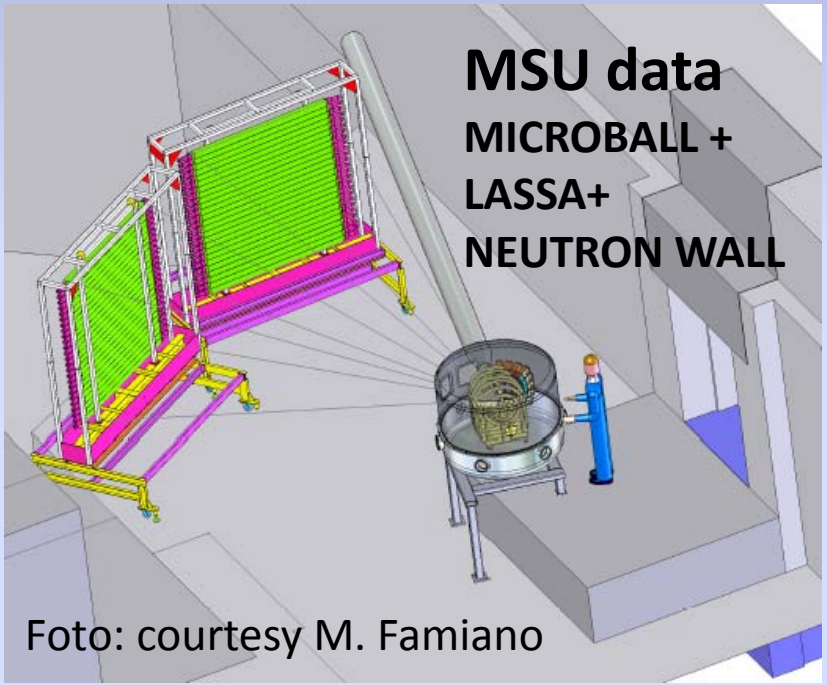 MSU data
MICROBALL +
LASSA+
NEUTRON WALL
Foto: courtesy M. Famiano